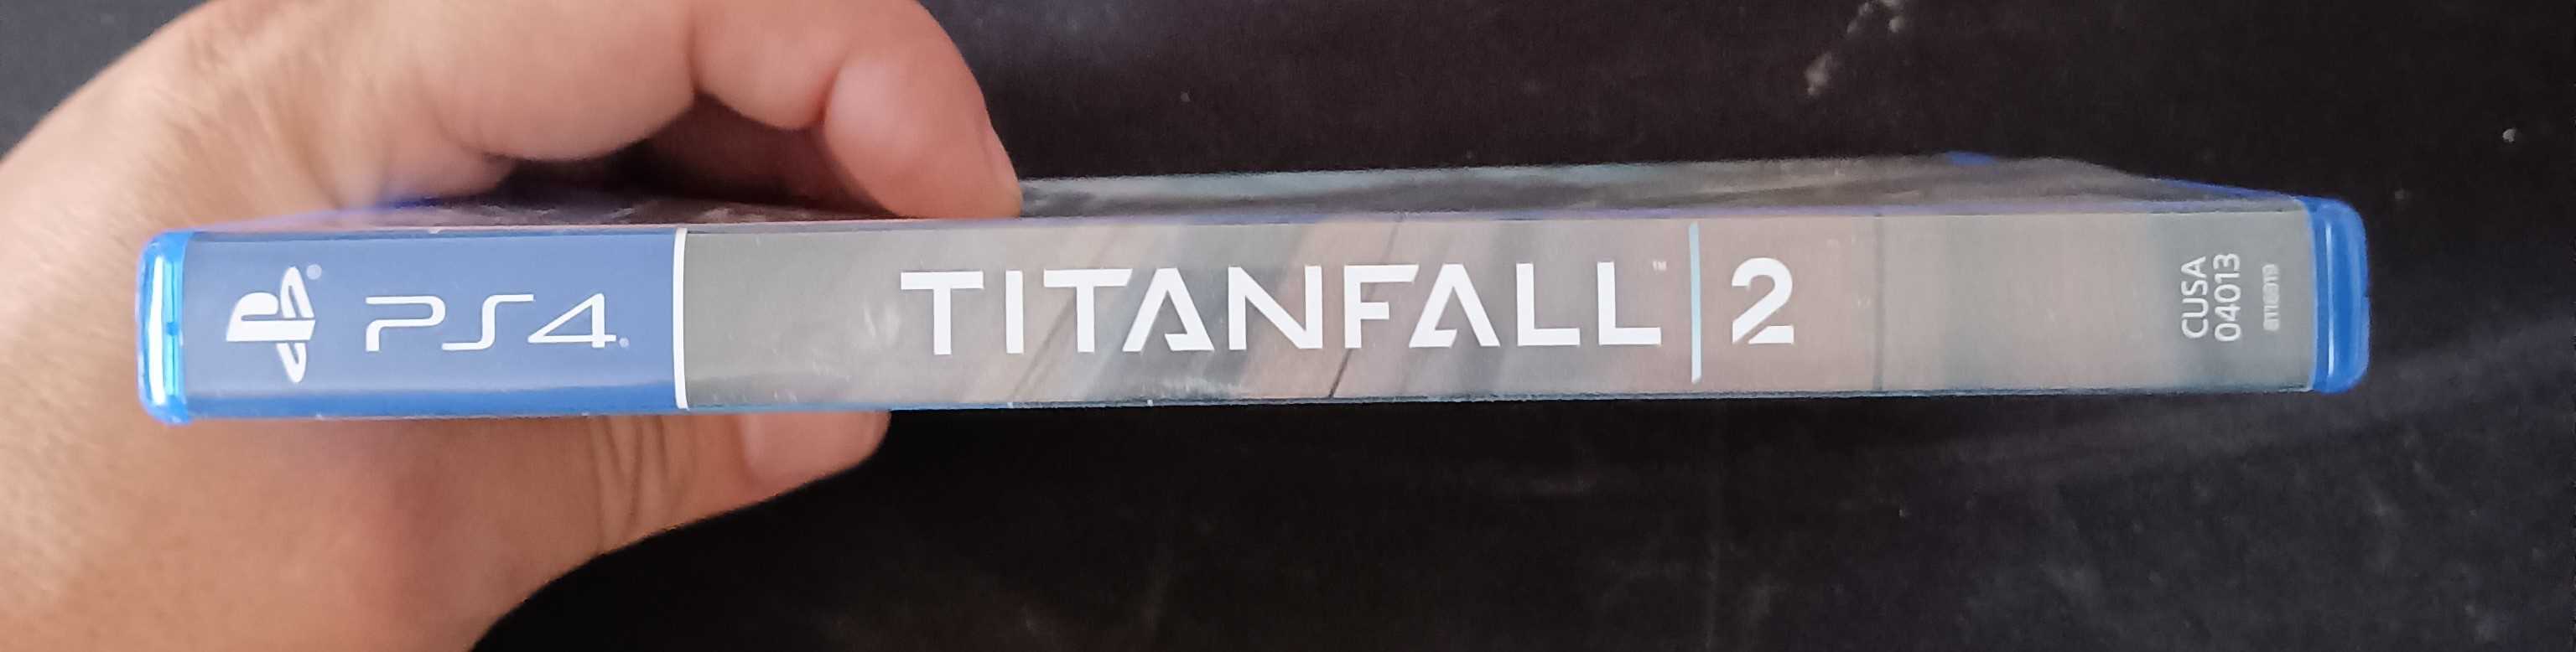 PS4
TITANFALL™ 2
CUSA
04013